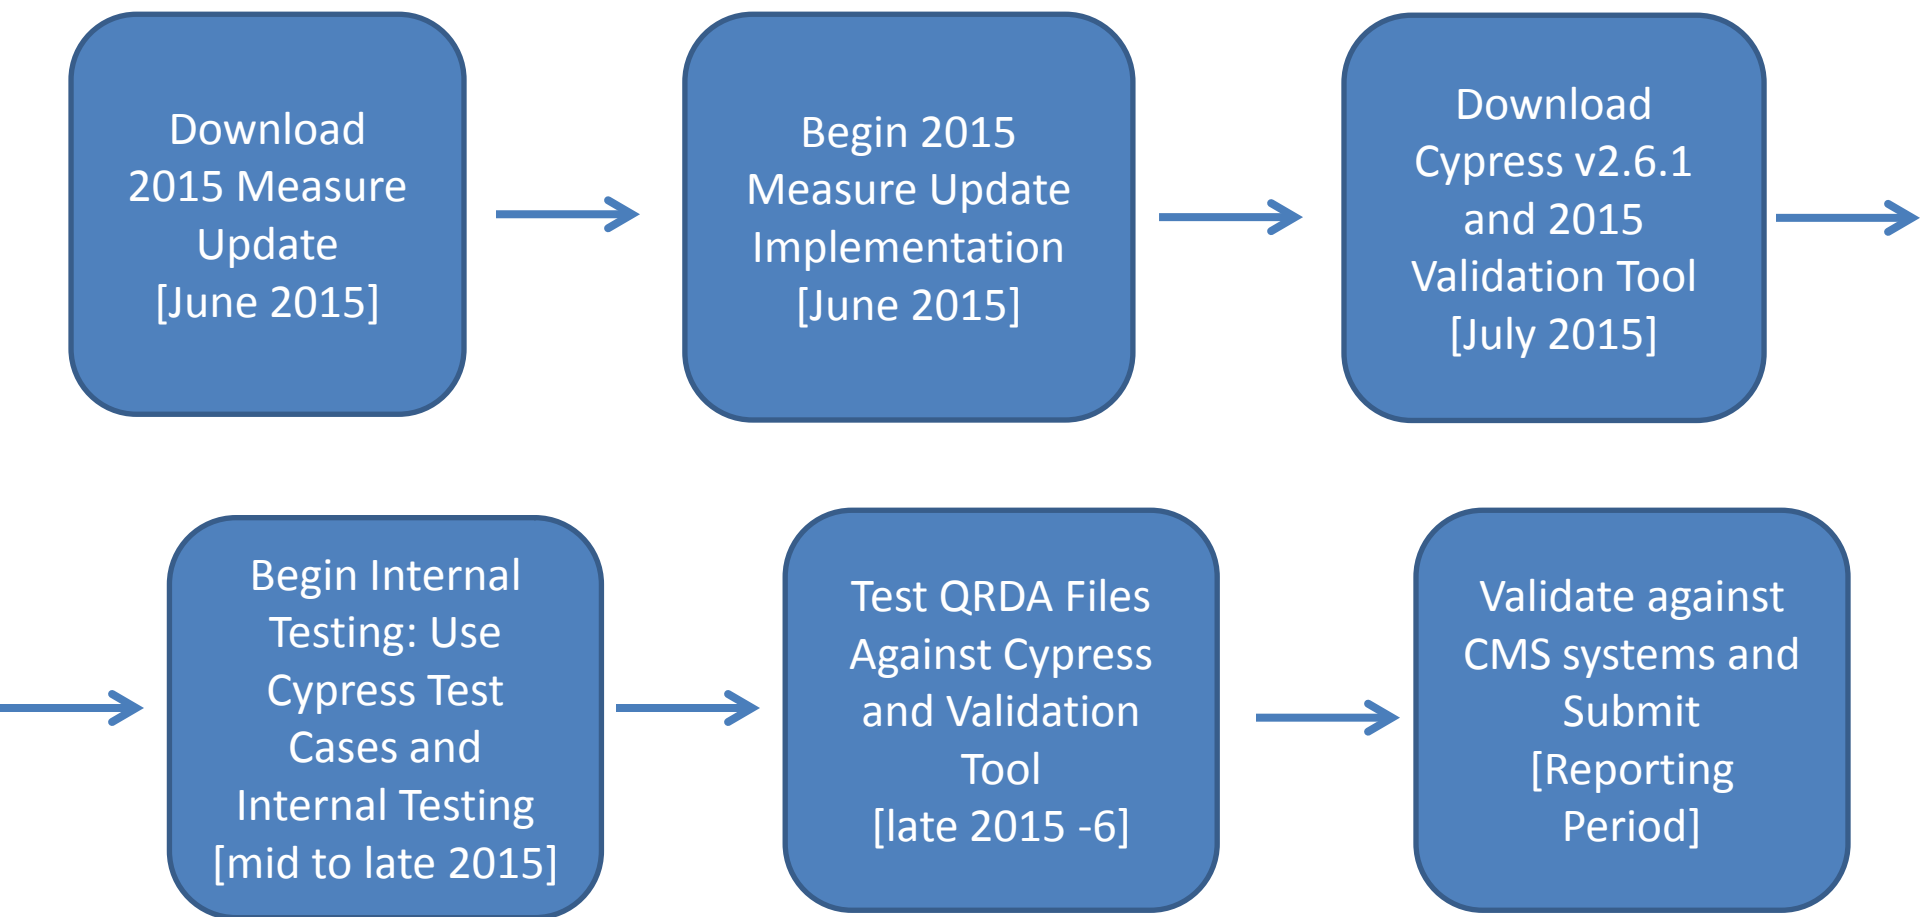 Download
2015 Measure
Update
[June 2015]
Begin 2015
Measure Update
Implementation
[June 2015]
Download
Cypress v2.6.1
and 2015
Validation Tool
[July 2015]
Begin Internal
Testing: Use
Cypress Test
Cases and
Internal Testing
[mid to late 2015]
Test QRDA Files
Against Cypress
and Validation
Tool
[late 2015 -6]
Validate against
CMS systems and
Submit
[Reporting
Period]